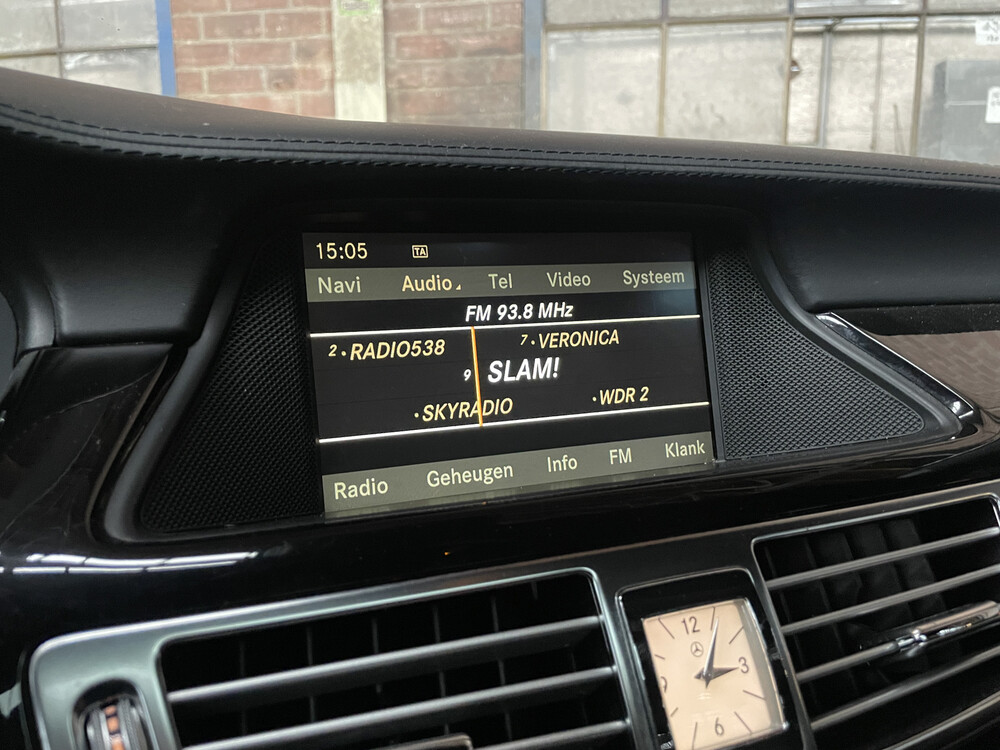 15:05 TA
Navi Audio Tel Video Systeem
FM 93.8 MHz
2 • RADIO538 7 • VERONICA
9 SLAM!
• SKYRADIO • WDR 2
Radio Geheugen Info FM Klank
12
3
6